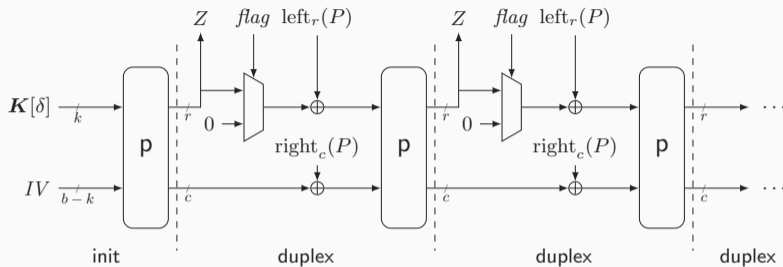 Z flag left_r(P) Z flag left_r(P)
K[δ] k p r 0 p r 0 p r ...
right_c(P) right_c(P)
IV b − k c c c ...
init duplex duplex duplex